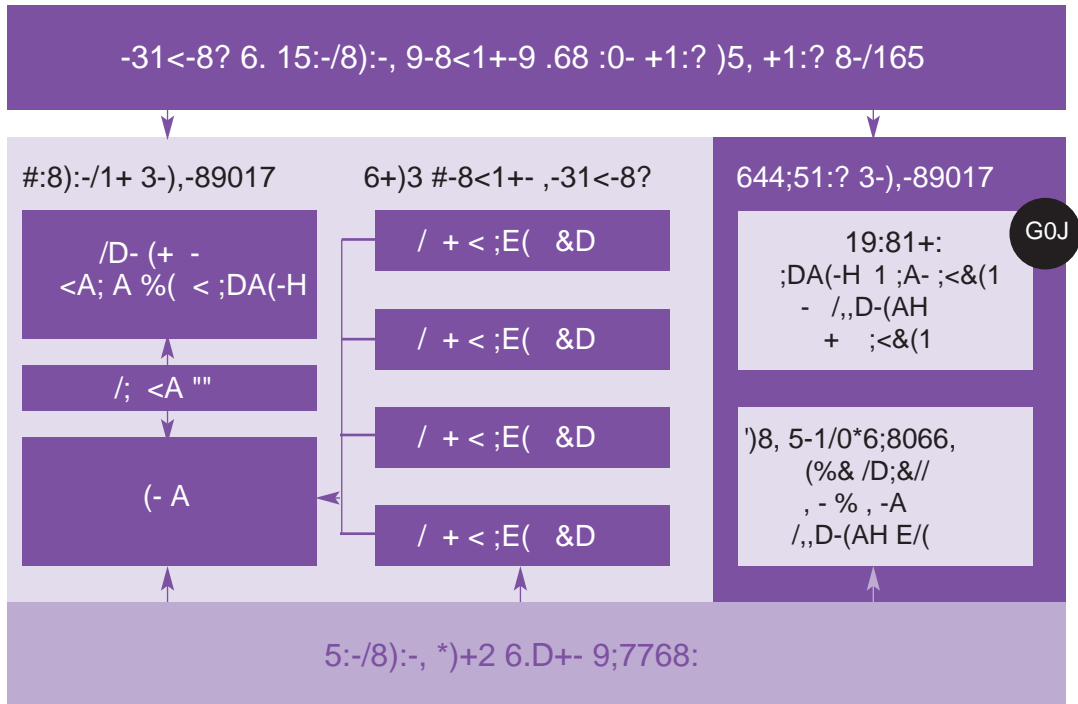 -31<-8? 6. 15:-/8):-, 9-8<1+-9 .68 :0- +1:? )5, +1:? 8-/165
#:8):-/1+ 3-),-89017
6+)3 #-8<1+- ,-31<-8?
644;51:? 3-),-89017
/D- (+ -
<A; A %( < ;DA(-H
/; <A ""
(- A
/ + < ;E( &D
/ + < ;E( &D
/ + < ;E( &D
/ + < ;E( &D
G0J
19:81+:
;DA(-H 1 ;A- ;<&(1
- /,,D-(AH
+ ;<&(1
')8, 5-1/0*6;8066,
(%& /D;&//
, - % , -A
/,,D-(AH E/(
5:-/8):-, *)+2 6.D+- 9;7768: